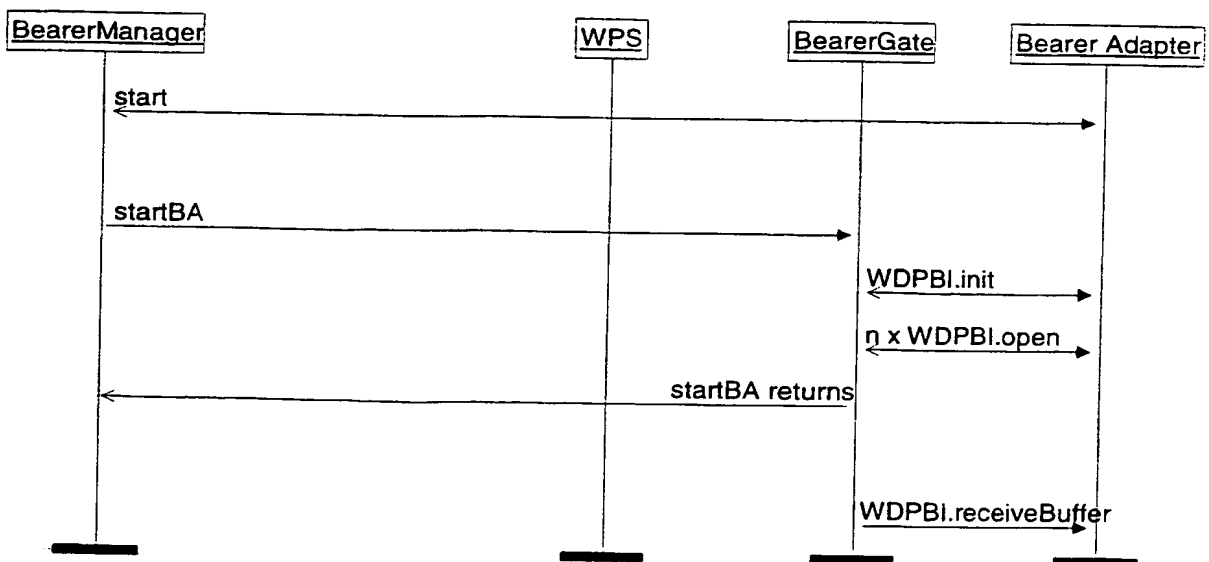 BearerManager
WPS
BearerGate
Bearer Adapter
start
startBA
WDPBI.init
n x WDPBI.open
startBA returns
WDPBI.receiveBuffer